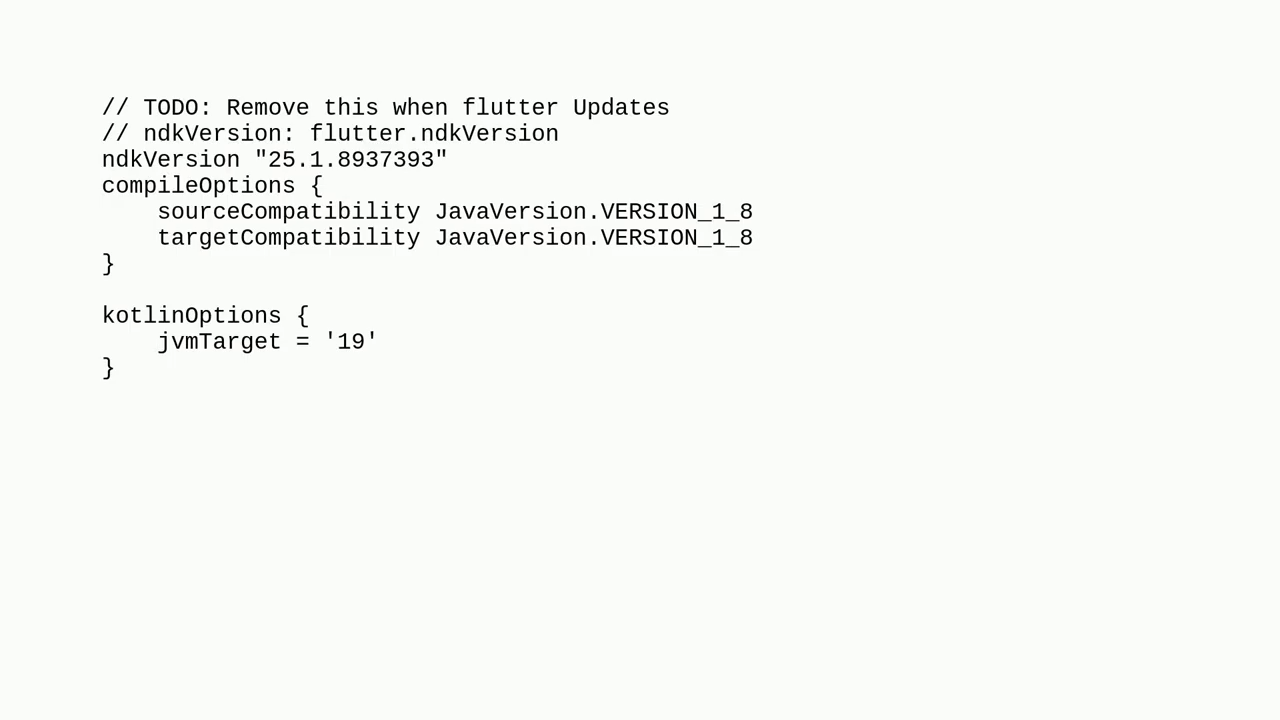 // TODO: Remove this when flutter Updates
// ndkVersion: flutter.ndkVersion
ndkVersion "25.1.8937393"
compileOptions {
    sourceCompatibility JavaVersion.VERSION_1_8
    targetCompatibility JavaVersion.VERSION_1_8
}

kotlinOptions {
    jvmTarget = '19'
}